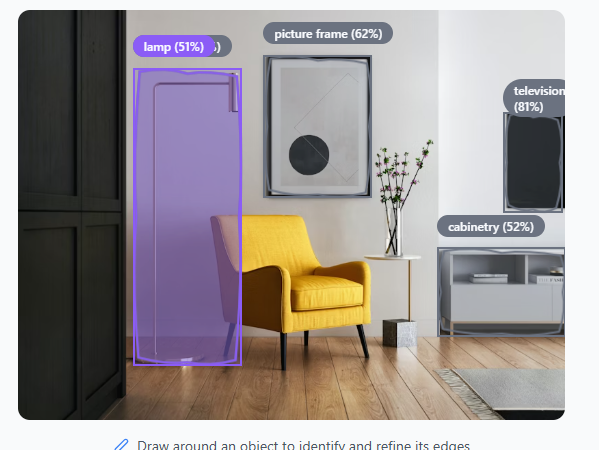 picture frame (62%)
lamp (51%)
television
(81%)
cabinetry (52%)
Draw around an object to identify and refine its edges